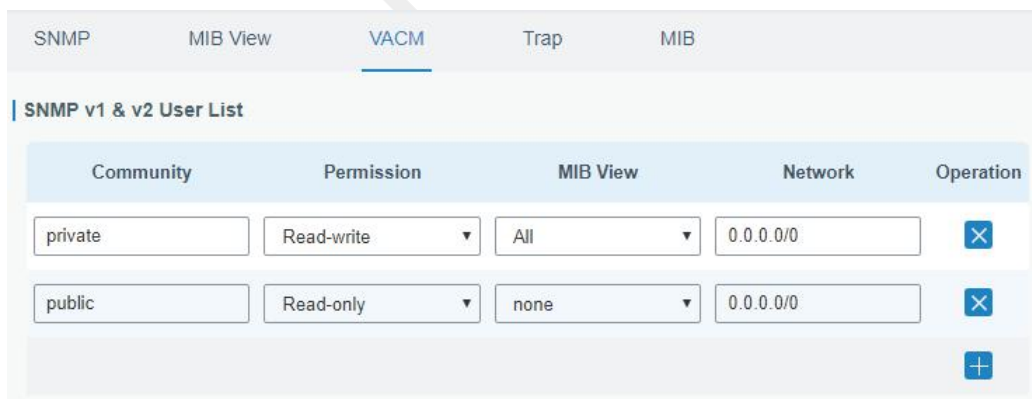 SNMP MIB View VACM Trap MIB
SNMP v1 & v2 User List
Community Permission MIB View Network Operation
private Read-write All 0.0.0.0/0
public Read-only none 0.0.0.0/0